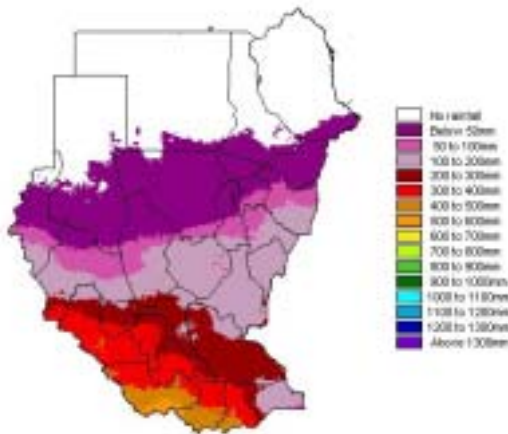 No rainfall
Below 50mm
50 to 100mm
100 to 200mm
200 to 300mm
300 to 400mm
400 to 500mm
500 to 600mm
600 to 700mm
700 to 800mm
800 to 900mm
900 to 1000mm
1000 to 1100mm
1100 to 1200mm
1200 to 1300mm
Above 1300mm